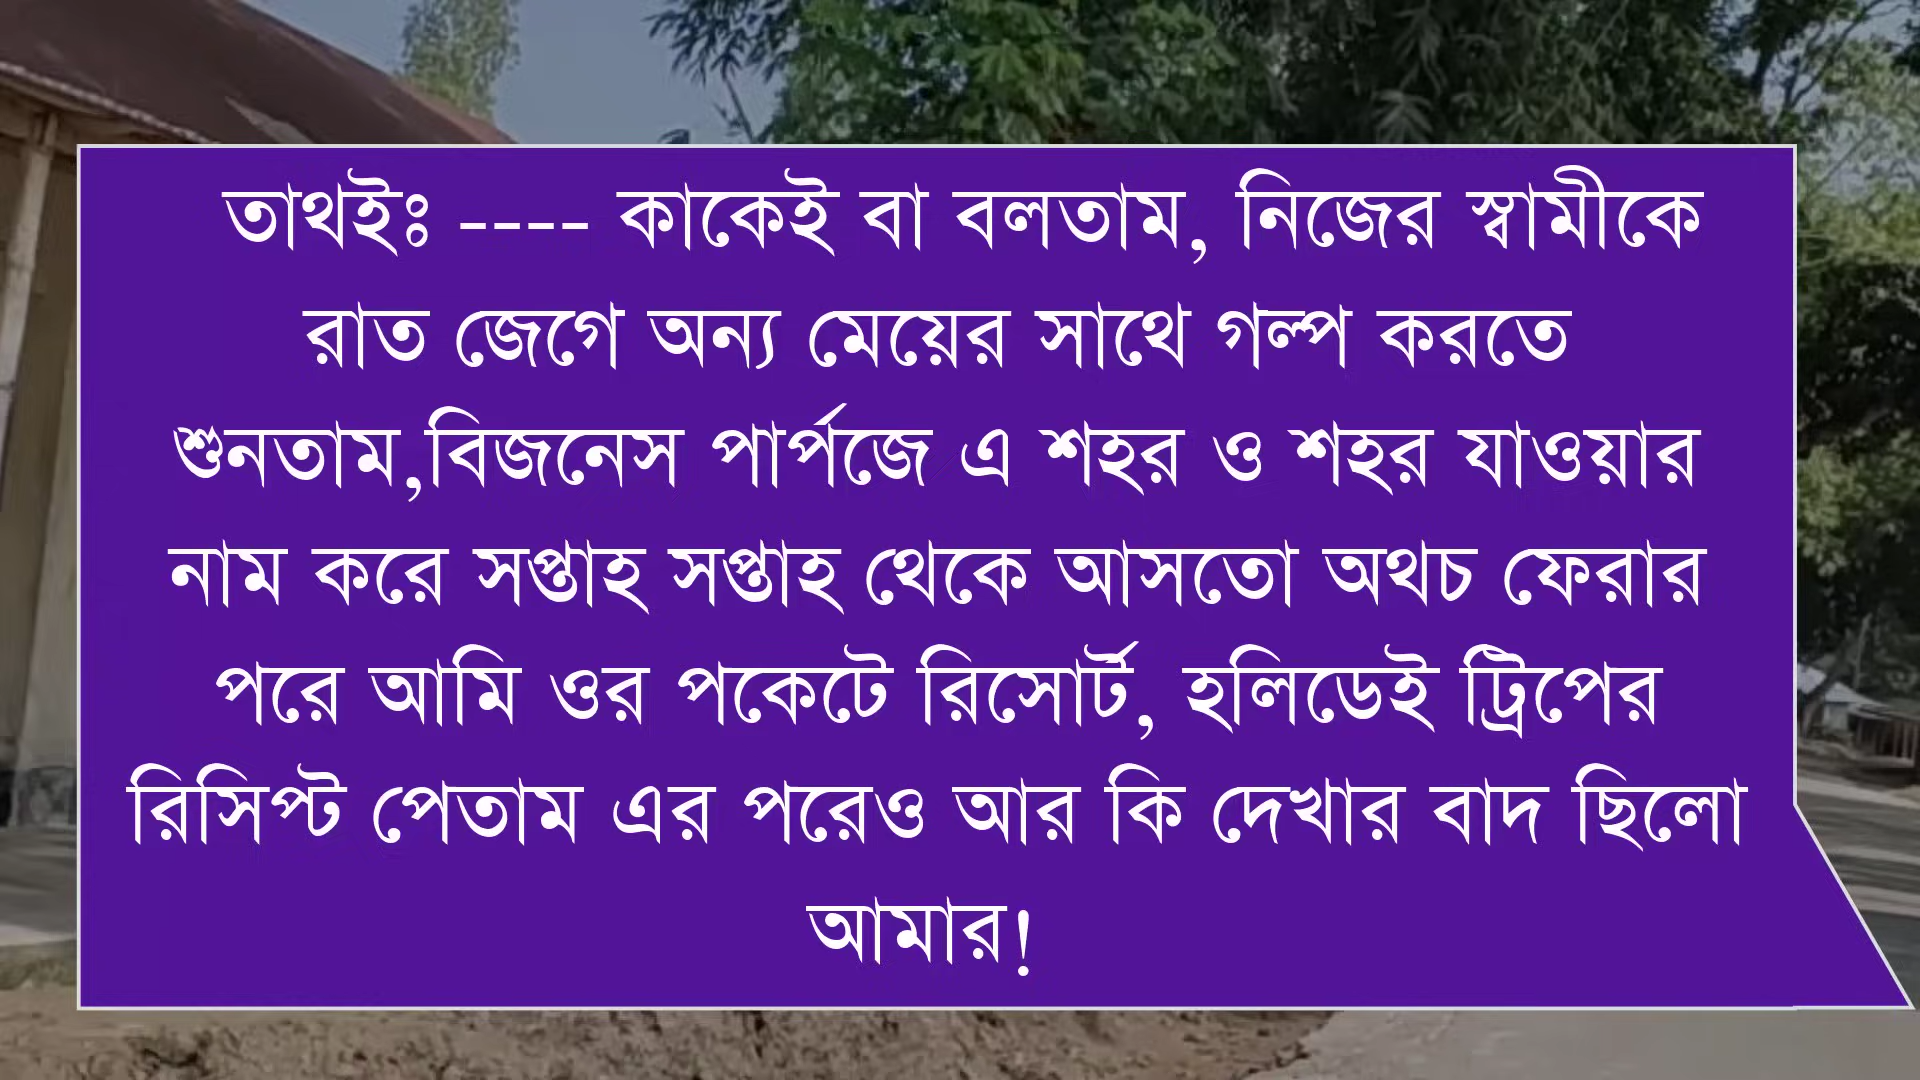 তাথইঃ ---- কাকেই বা বলতাম, নিজের স্বামীকে
রাত জেগে অন্য মেয়ের সাথে গল্প করতে
শুনতাম,বিজনেস পার্পজে এ শহর ও শহর যাওয়ার
নাম করে সপ্তাহ সপ্তাহ থেকে আসতো অথচ ফেরার
পরে আমি ওর পকেটে রিসোর্ট, হলিডেই ট্রিপের
রিসিপ্ট পেতাম এর পরেও আর কি দেখার বাদ ছিলো
আমার!